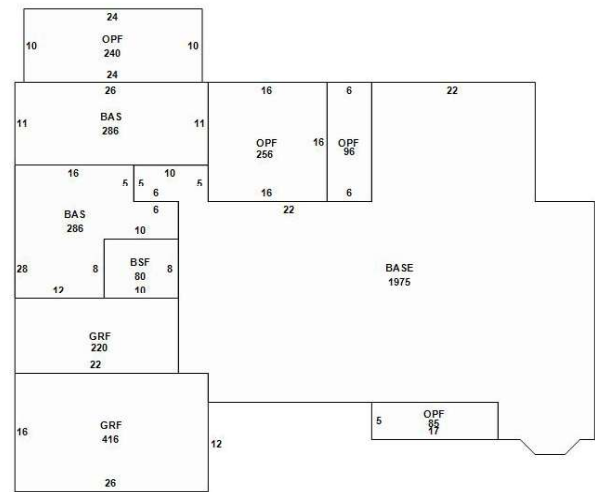 24
10 OPF 10
240
24
26
11 BAS 11
286
16 6 22
OPF 16 OPF
256 96
16 6
22
16 10
5 5 5
6
6
BAS
286
10
28 8 BSF 8
80
12 10
BASE
1975
GRF
220
22
GRF
416
16 12
26
OPF
5 85
17